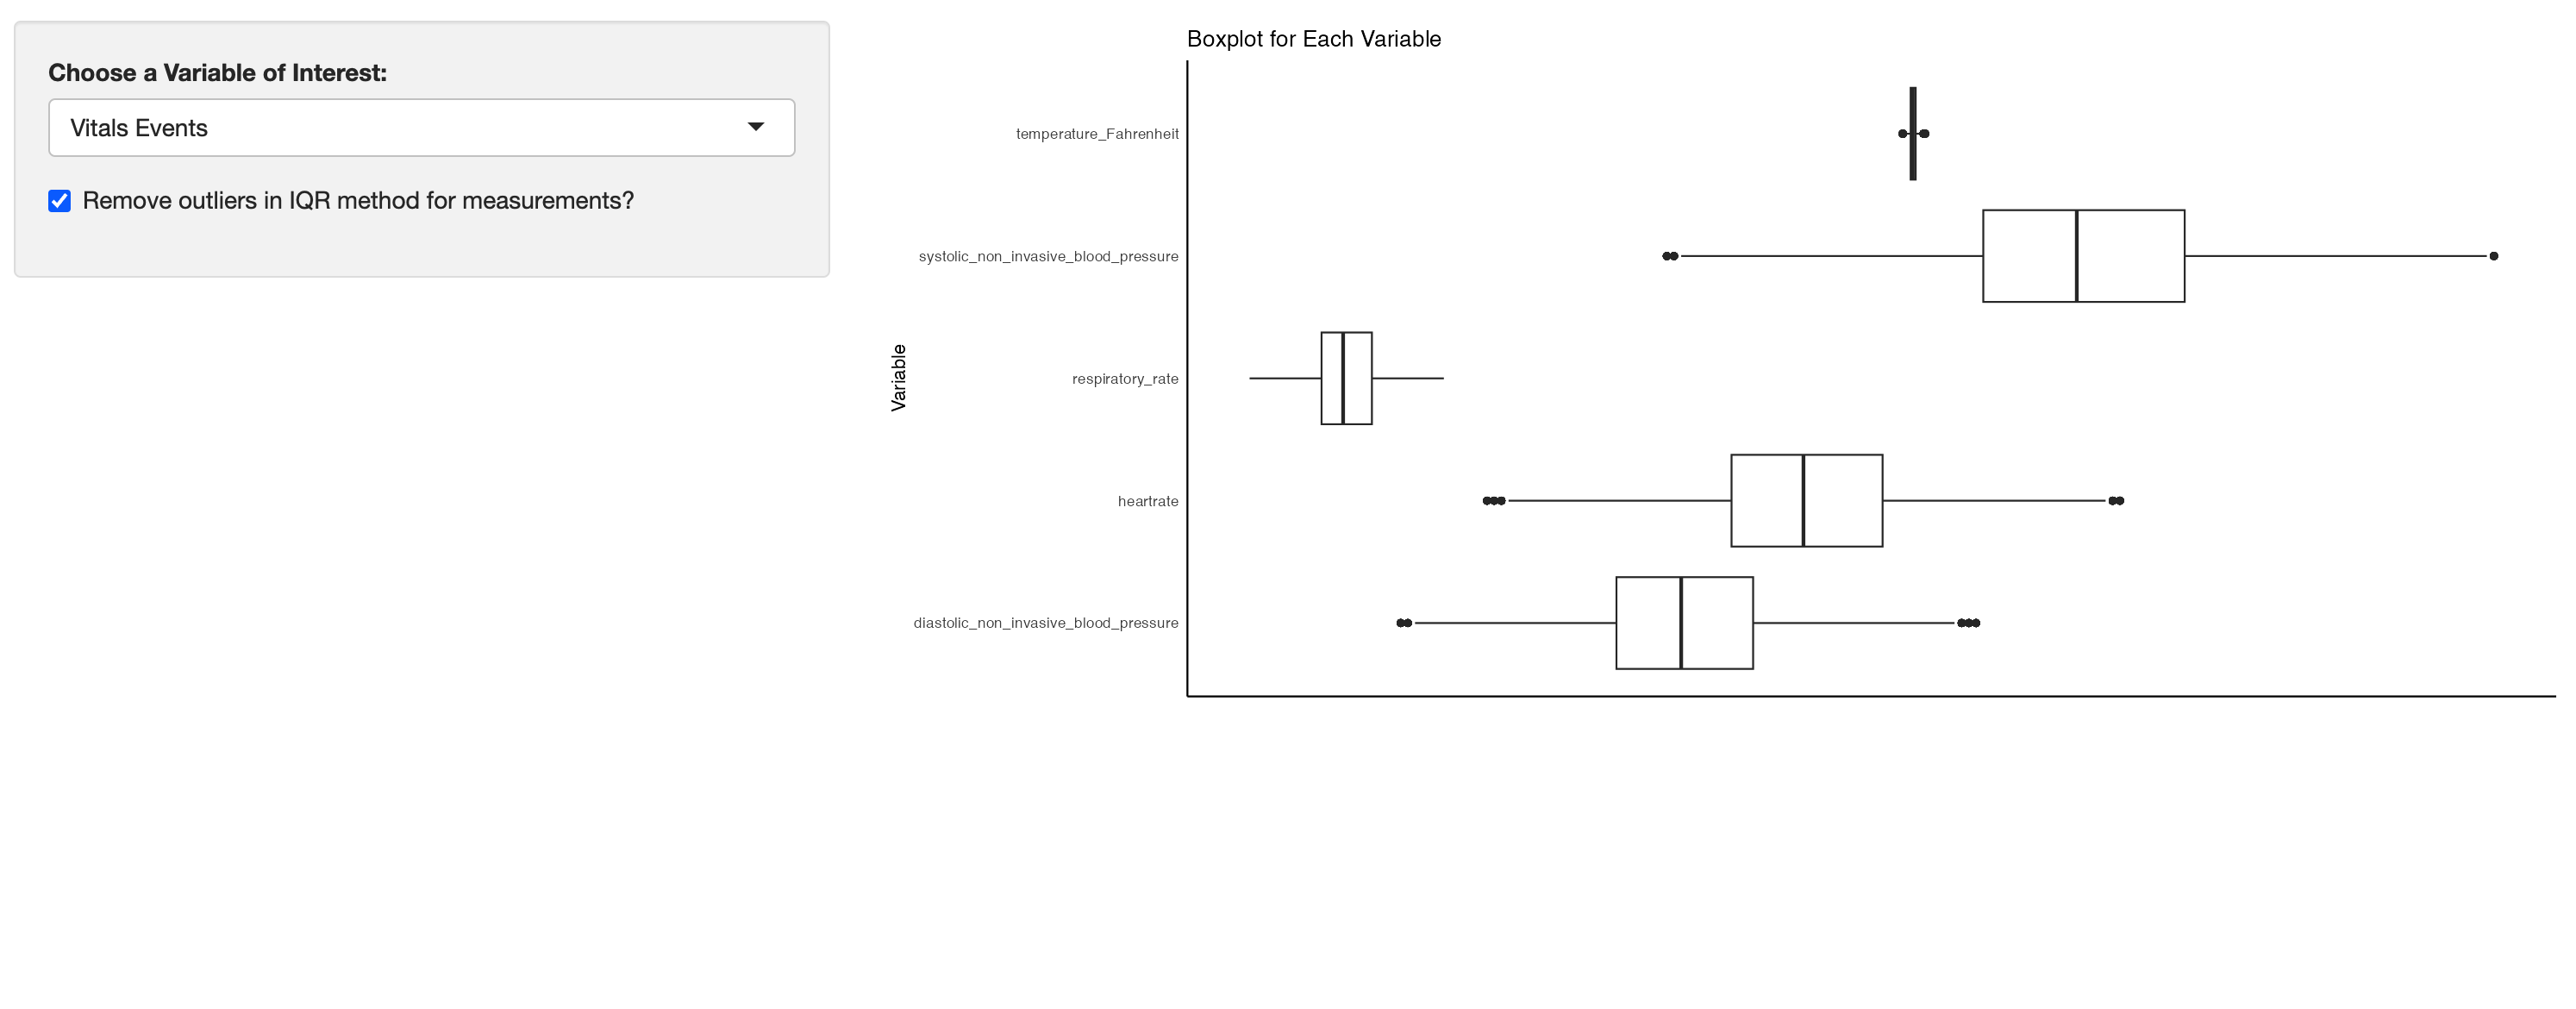 Choose a Variable of Interest:
Vitals Events
Remove outliers in IQR method for measurements?
Boxplot for Each Variable
Variable
temperature_Fahrenheit
systolic_non_invasive_blood_pressure
respiratory_rate
heartrate
diastolic_non_invasive_blood_pressure